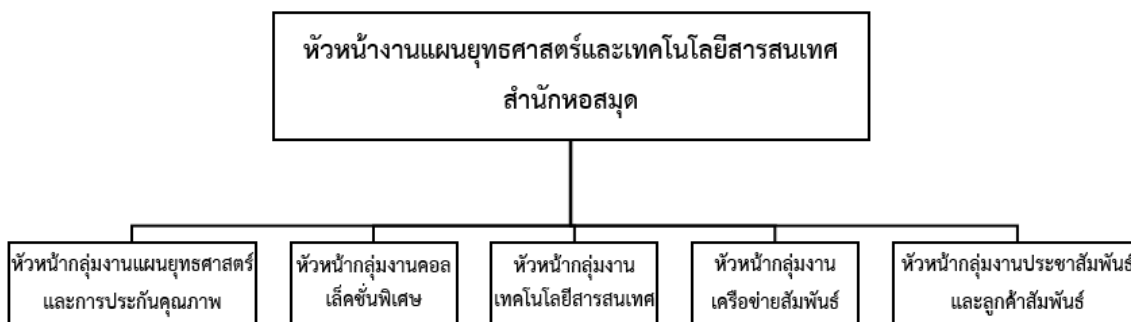 หัวหน้างานแผนยุทธศาสตร์และเทคโนโลยีสารสนเทศ
สำนักหอสมุด
หัวหน้ากลุ่มงานแผนยุทธศาสตร์
และการประกันคุณภาพ
หัวหน้ากลุ่มงานคอล
เล็คชั่นพิเศษ
หัวหน้ากลุ่มงาน
เทคโนโลยีสารสนเทศ
หัวหน้ากลุ่มงาน
เครือข่ายสัมพันธ์
หัวหน้ากลุ่มงานประชาสัมพันธ์
และลูกค้าสัมพันธ์